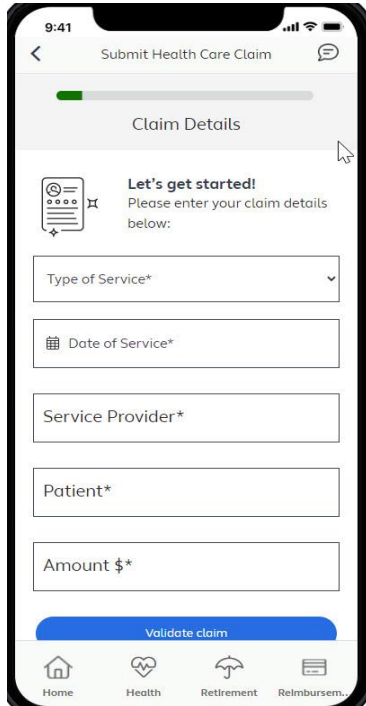 9:41
Submit Health Care Claim
Claim Details
Let's get started!
Please enter your claim details
below:
Type of Service*
Date of Service*
Service Provider*
Patient*
Amount $*
Validate claim
Home Health Retirement Reimbursem..